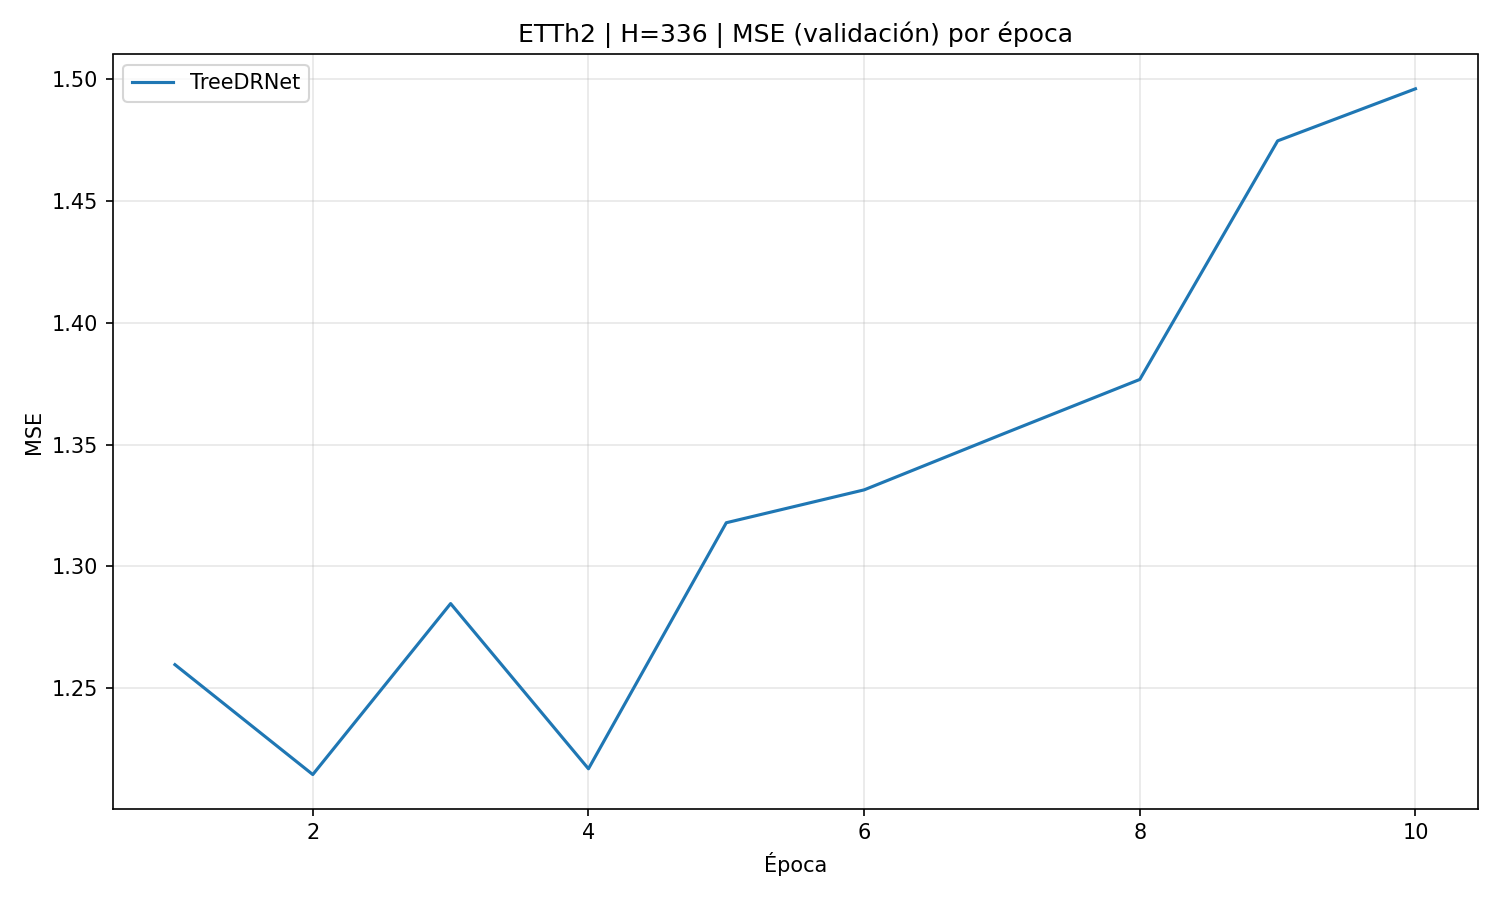 ETTh2 | H=336 | MSE (validación) por época
TreeDRNet
1.50
1.45
1.40
1.35
1.30
1.25
MSE
2 4 6 8 10
Época